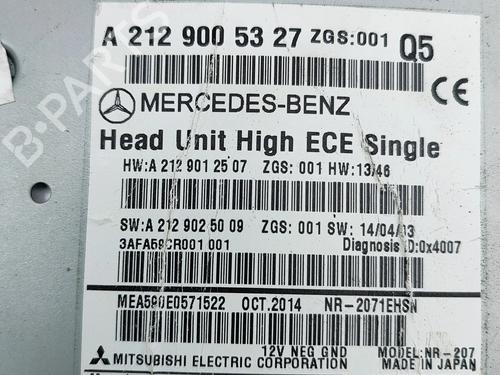 A 212 900 53 27 ZGS:001 Q5
MERCEDES-BENZ
Head Unit High ECE Single
HW:A 212 901 25 07 ZGS: 001 HW:13/46
SW:A 212 902 50 09 ZGS: 001 SW: 14/04/03
3AFA59CR001 001 Diagnosis ID:0x4007
MEA590E0571522 OCT.2014 NR-2071EHSN
12V NEG GND MODEL:NR-207
MITSUBISHI ELECTRIC CORPORATION MADE IN JAPAN
B-PARTS